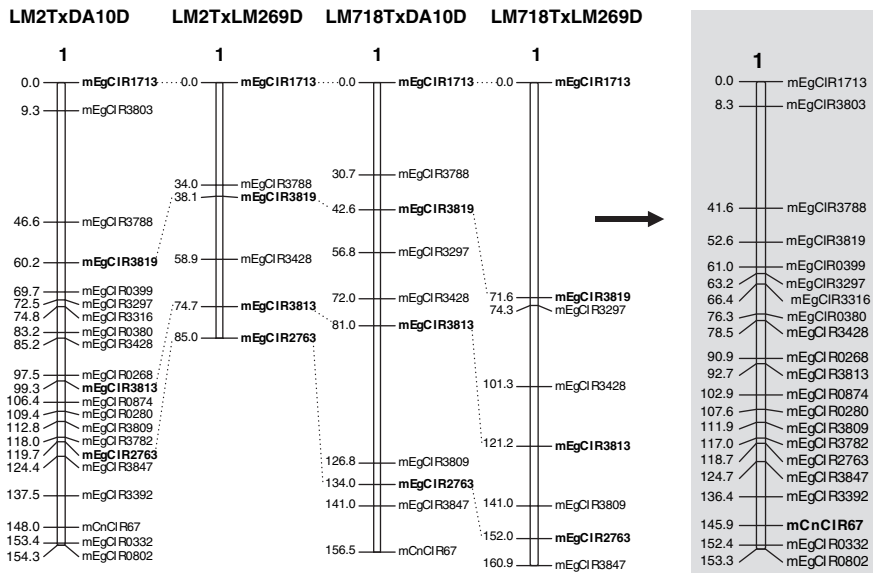 LM2TxDA10D LM2TxLM269D LM718TxDA10D LM718TxLM269D
1
0.0 mEgCIR1713
9.3 mEgCIR3803
46.6 mEgCIR3788
60.2 mEgCIR3819
69.7 mEgCIR0399
72.5 mEgCIR3297
74.8 mEgCIR3316
83.2 mEgCIR0380
85.2 mEgCIR3428
97.5 mEgCIR0268
99.3 mEgCIR3813
106.4 mEgCIR0874
109.4 mEgCIR0280
112.8 mEgCIR3809
118.0 mEgCIR3782
119.7 mEgCIR2763
124.4 mEgCIR3847
137.5 mEgCIR3392
148.0 mCnCIR67
153.4 mEgCIR0332
154.3 mEgCIR0802
1
0.0 mEgCIR1713
34.0 mEgCIR3788
38.1 mEgCIR3819
58.9 mEgCIR3428
74.7 mEgCIR3813
85.0 mEgCIR2763
1
0.0 mEgCIR1713
30.7 mEgCIR3788
42.6 mEgCIR3819
56.8 mEgCIR3297
72.0 mEgCIR3428
81.0 mEgCIR3813
126.8 mEgCIR3809
134.0 mEgCIR2763
141.0 mEgCIR3847
156.5 mCnCIR67
1
0.0 mEgCIR1713
71.6 mEgCIR3819
74.3 mEgCIR3297
101.3 mEgCIR3428
121.2 mEgCIR3813
141.0 mEgCIR3809
152.0 mEgCIR2763
160.9 mEgCIR3847
1
0.0 mEgCIR1713
8.3 mEgCIR3803
41.6 mEgCIR3788
52.6 mEgCIR3819
61.0 mEgCIR0399
63.2 mEgCIR3297
66.4 mEgCIR3316
76.3 mEgCIR0380
78.5 mEgCIR3428
90.9 mEgCIR0268
92.7 mEgCIR3813
102.9 mEgCIR0874
107.6 mEgCIR0280
111.9 mEgCIR3809
117.0 mEgCIR3782
118.7 mEgCIR2763
124.7 mEgCIR3847
136.4 mEgCIR3392
145.9 mCnCIR67
152.4 mEgCIR0332
153.3 mEgCIR0802